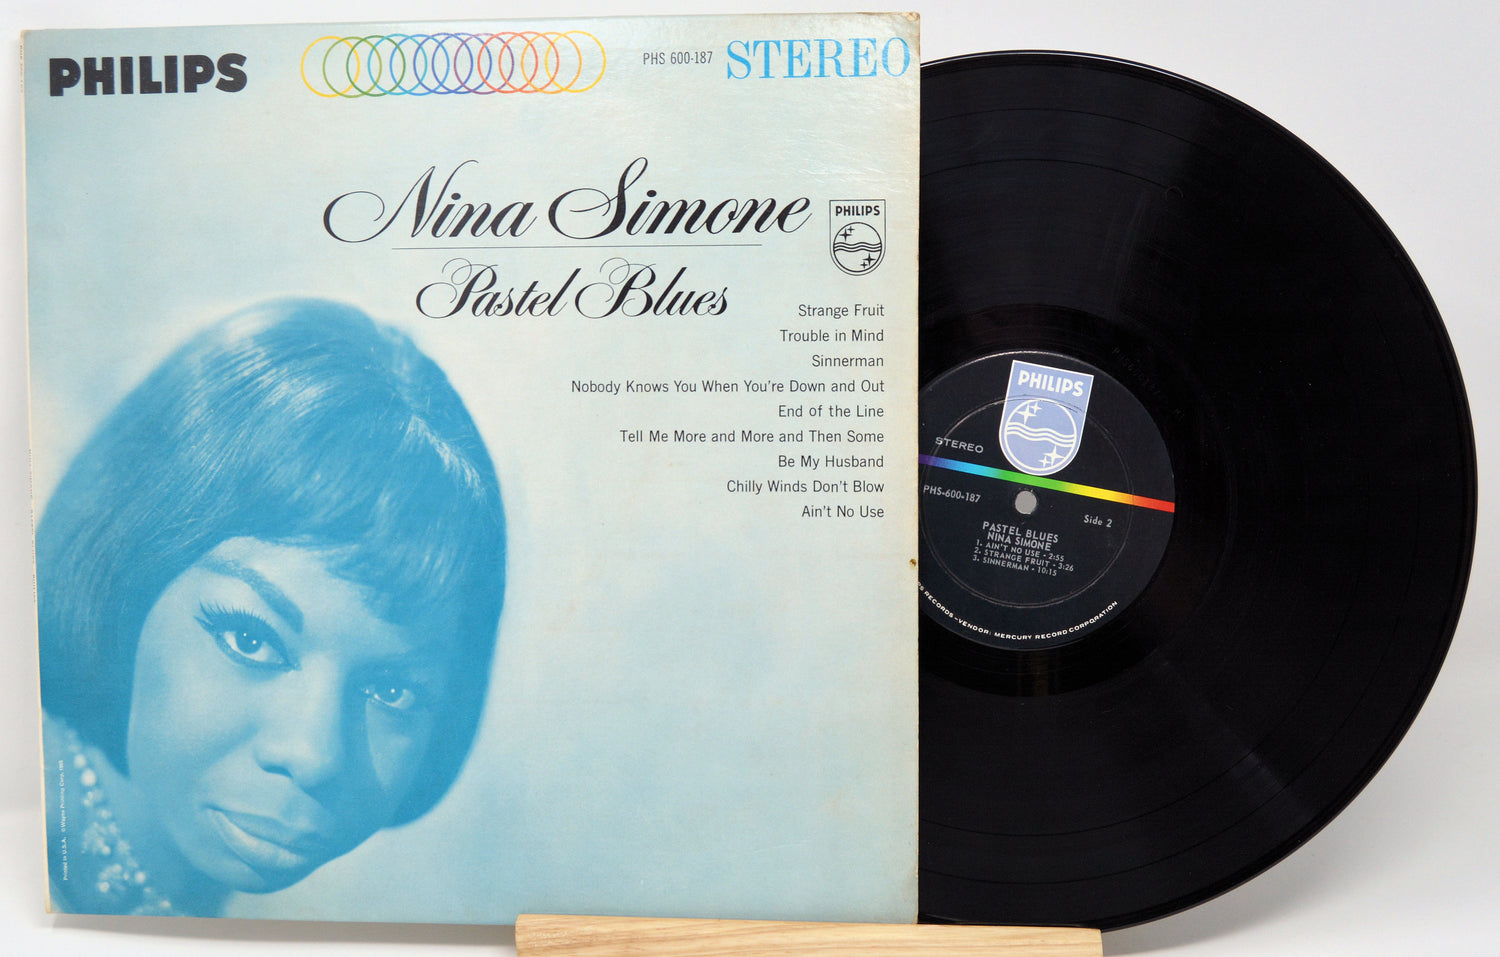 PHILIPS
PHS 600-187 STEREO
Nina Simone
PHILIPS
Pastel Blues
Strange Fruit
Trouble in Mind
Sinnerman
Nobody Knows You When You're Down and Out
End of the Line
Tell Me More and More and Then Some
Be My Husband
Chilly Winds Don't Blow
Ain't No Use
Printed in U.S.A.
PHILIPS
STEREO
PHS-600-187
Side 2
PASTEL BLUES
NINA SIMONE
1. AIN'T NO USE - 2:55
2. STRANGE FRUIT - 3:26
3. SINNERMAN - 10:15
RECORDS - VENDOR: MERCURY RECORD CORPORATION